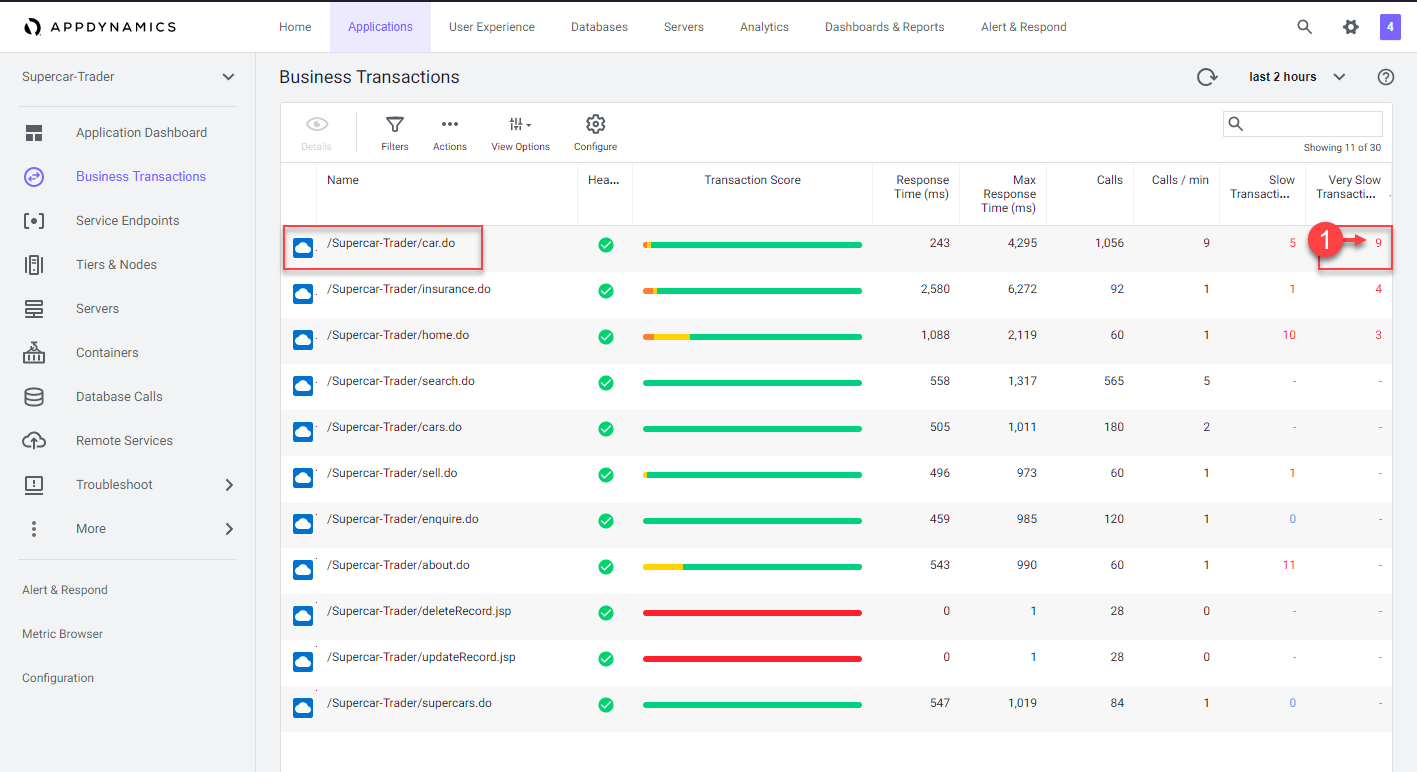 APPDYNAMICS
Home Applications User Experience Databases Servers Analytics Dashboards & Reports Alert & Respond 4
Supercar-Trader
Business Transactions last 2 hours
Application Dashboard
Business Transactions
Service Endpoints
Tiers & Nodes
Servers
Containers
Database Calls
Remote Services
Troubleshoot
More
Alert & Respond
Metric Browser
Configuration
Details Filters Actions View Options Configure
Showing 11 of 30
Name Hea... Transaction Score Response Time (ms) Max Response Time (ms) Calls Calls / min Slow Transacti... Very Slow Transacti...
/Supercar-Trader/car.do 243 4,295 1,056 9 5 1 9
/Supercar-Trader/insurance.do 2,580 6,272 92 1 1 4
/Supercar-Trader/home.do 1,088 2,119 60 1 10 3
/Supercar-Trader/search.do 558 1,317 565 5 - -
/Supercar-Trader/cars.do 505 1,011 180 2 - -
/Supercar-Trader/sell.do 496 973 60 1 1 -
/Supercar-Trader/enquire.do 459 985 120 1 0 -
/Supercar-Trader/about.do 543 990 60 1 11 -
/Supercar-Trader/deleteRecord.jsp 0 1 28 0 - -
/Supercar-Trader/updateRecord.jsp 0 1 28 0 - -
/Supercar-Trader/supercars.do 547 1,019 84 1 0 -